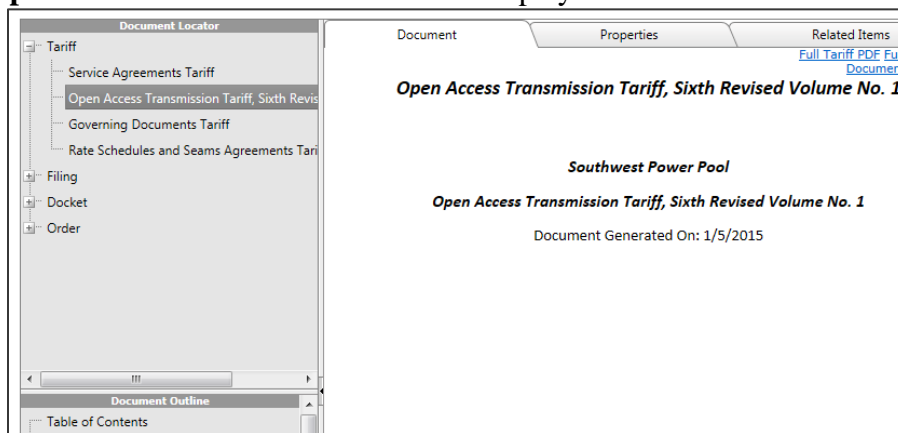 Document Locator
Tariff
Service Agreements Tariff
Open Access Transmission Tariff, Sixth Revis
Governing Documents Tariff
Rate Schedules and Seams Agreements Tari
Filing
Docket
Order
Document Outline
Table of Contents
Document Properties Related Items
Full Tariff PDF Fu
Documen
Open Access Transmission Tariff, Sixth Revised Volume No. 1
Southwest Power Pool
Open Access Transmission Tariff, Sixth Revised Volume No. 1
Document Generated On: 1/5/2015